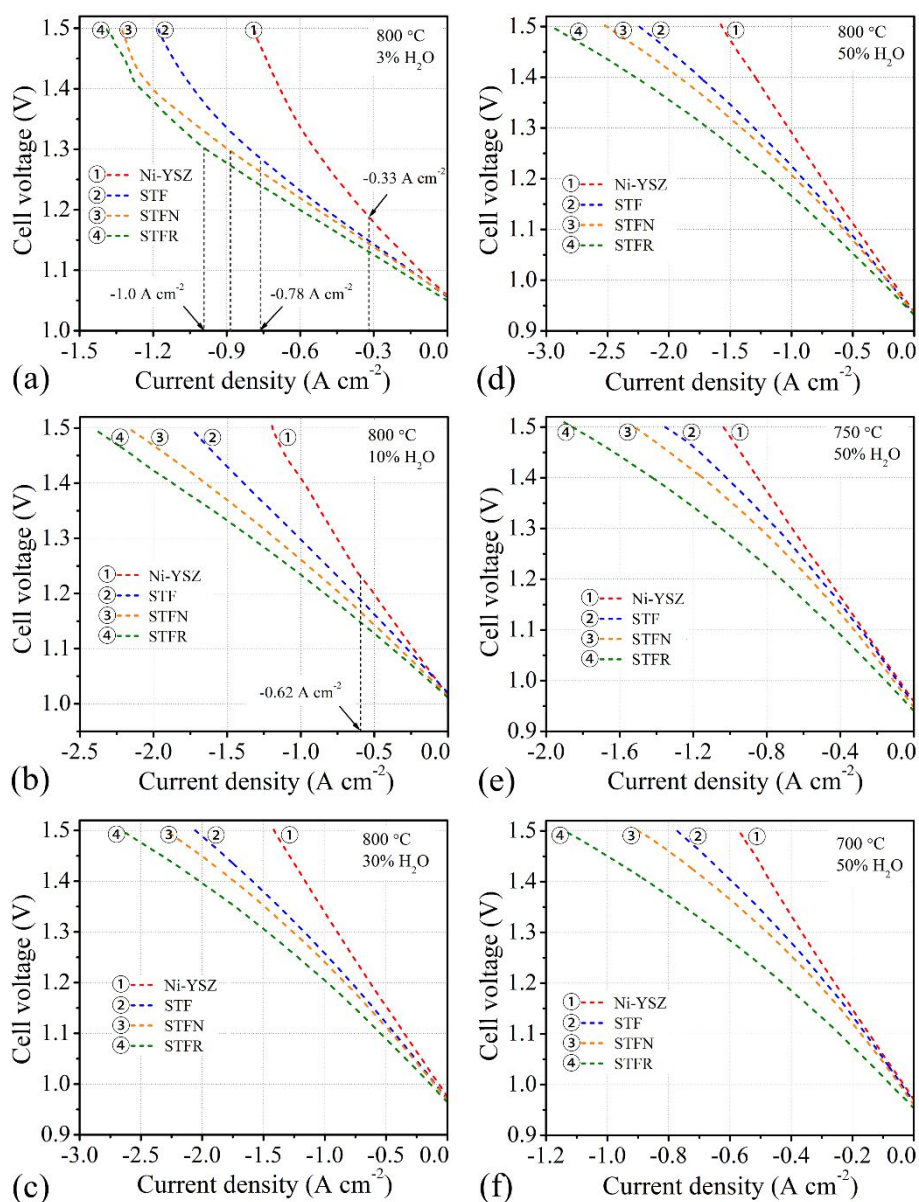 800 °C
3% H₂O
④ ③ ② ①
1.5
1.4
1.3
1.2
1.1
1.0
Cell voltage (V)
① Ni-YSZ
② STF
③ STFN
④ STFR
-0.33 A cm⁻²
-1.0 A cm⁻²
-0.78 A cm⁻²
-1.5 -1.2 -0.9 -0.6 -0.3 0.0
(a) Current density (A cm⁻²)
④ ③ ② ①
800 °C
50% H₂O
1.5
1.4
1.3
1.2
1.1
1.0
0.9
Cell voltage (V)
① Ni-YSZ
② STF
③ STFN
④ STFR
-3.0 -2.5 -2.0 -1.5 -1.0 -0.5 0.0
(d) Current density (A cm⁻²)
④ ③ ② ①
800 °C
10% H₂O
1.5
1.4
1.3
1.2
1.1
1.0
Cell voltage (V)
① Ni-YSZ
② STF
③ STFN
④ STFR
-0.62 A cm⁻²
-2.5 -2.0 -1.5 -1.0 -0.5 0.0
(b) Current density (A cm⁻²)
④ ③ ② ①
750 °C
50% H₂O
1.5
1.4
1.3
1.2
1.1
1.0
0.9
Cell voltage (V)
① Ni-YSZ
② STF
③ STFN
④ STFR
-2.0 -1.6 -1.2 -0.8 -0.4 0.0
(e) Current density (A cm⁻²)
④ ③ ② ①
800 °C
30% H₂O
1.5
1.4
1.3
1.2
1.1
1.0
0.9
Cell voltage (V)
① Ni-YSZ
② STF
③ STFN
④ STFR
-3.0 -2.5 -2.0 -1.5 -1.0 -0.5 0.0
(c) Current density (A cm⁻²)
④ ③ ② ①
700 °C
50% H₂O
1.5
1.4
1.3
1.2
1.1
1.0
0.9
Cell voltage (V)
① Ni-YSZ
② STF
③ STFN
④ STFR
-1.2 -1.0 -0.8 -0.6 -0.4 -0.2 0.0
(f) Current density (A cm⁻²)